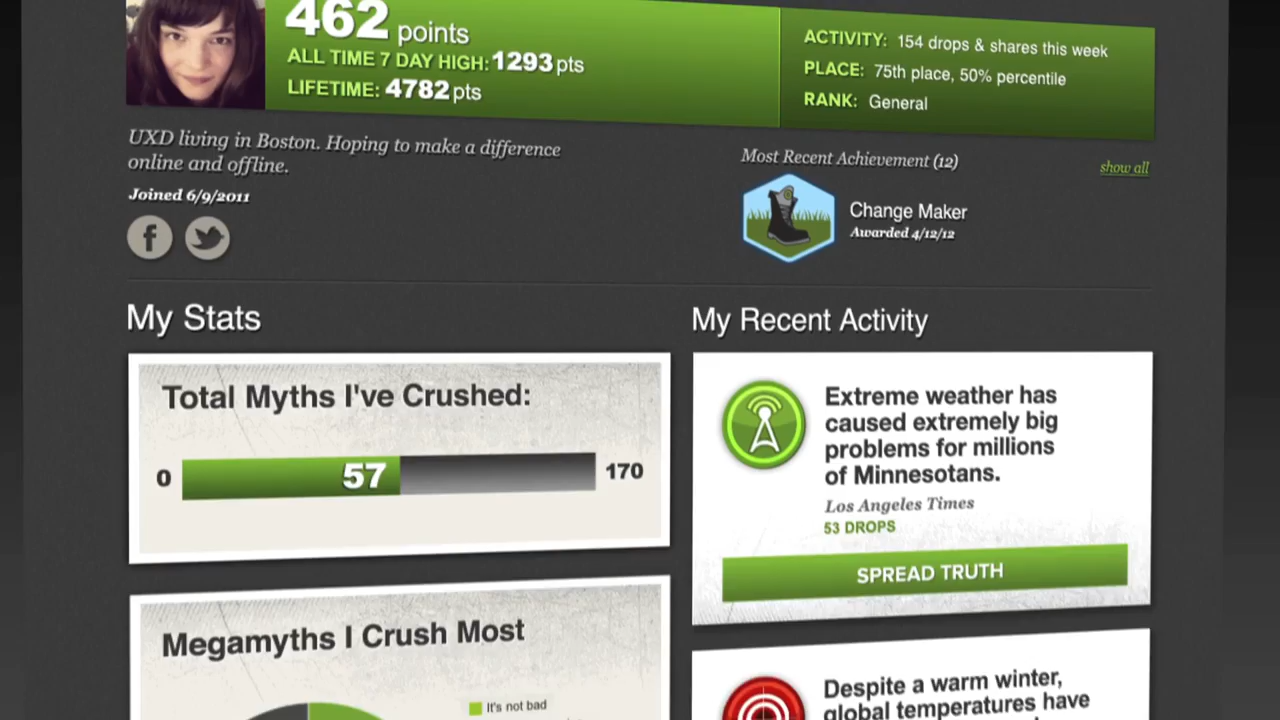 462 points
ALL TIME 7 DAY HIGH: 1293 pts
LIFETIME: 4782 pts
ACTIVITY: 154 drops & shares this week
PLACE: 75th place, 50% percentile
RANK: General
UXD living in Boston. Hoping to make a difference
online and offline.
Joined 6/9/2011
f
Most Recent Achievement (12)
show all
Change Maker
Awarded 4/12/12
My Stats
Total Myths I've Crushed:
0
57
170
Megamyths I Crush Most
It's not bad
My Recent Activity
Extreme weather has
caused extremely big
problems for millions
of Minnesotans.
Los Angeles Times
53 DROPS
SPREAD TRUTH
Despite a warm winter,
global temperatures have